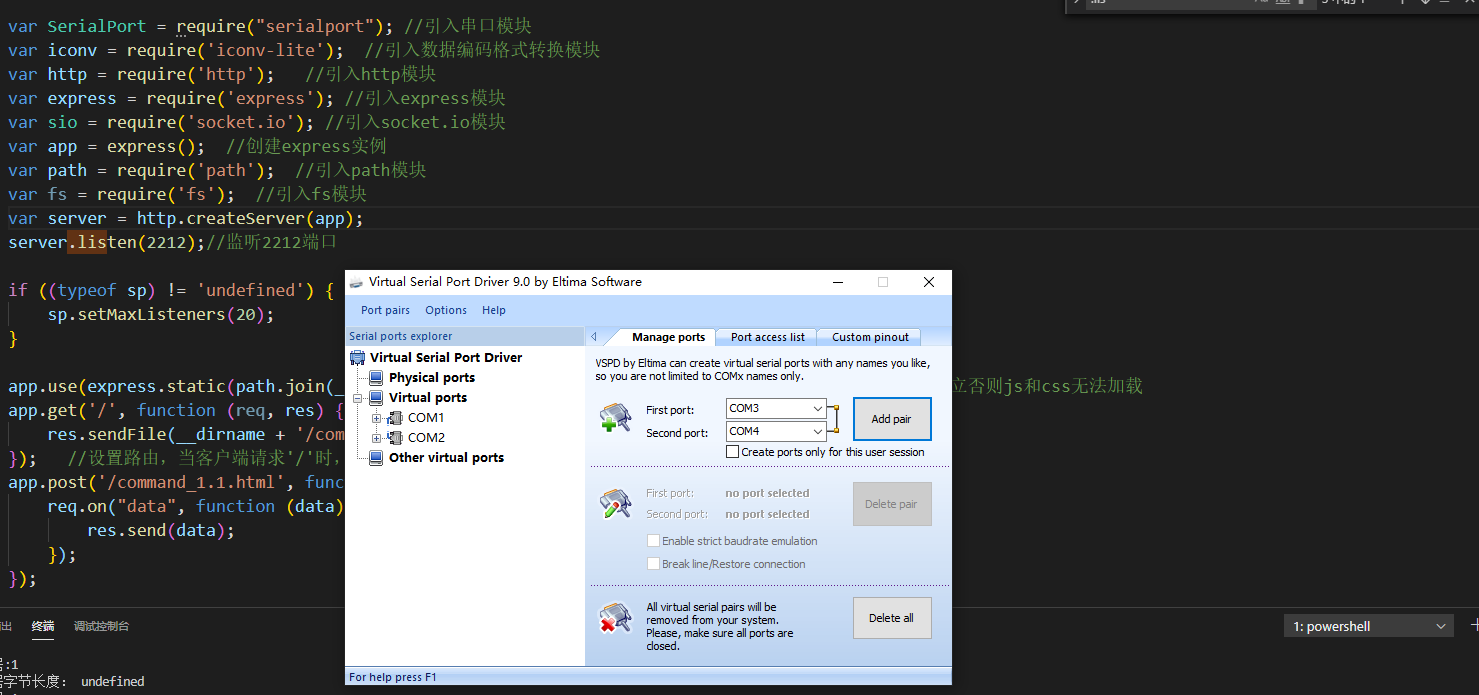 var SerialPort = require("serialport"); //引入串口模块
var iconv = require('iconv-lite');  //引入数据编码格式转换模块
var http = require('http');   //引入http模块
var express = require('express'); //引入express模块
var sio = require('socket.io'); //引入socket.io模块
var app = express();  //创建express实例
var path = require('path');  //引入path模块
var fs = require('fs');  //引入fs模块
var server = http.createServer(app);
server.listen(2212);//监听2212端口
if ((typeof sp) != 'undefined') {
sp.setMaxListeners(20);
}
app.use(express.static(path.join(_
立否则js和css无法加载
app.get('/', function (req, res) {
res.sendFile(__dirname + '/com
});   //设置路由，当客户端请求'/'时，
app.post('/command_1.1.html', func
req.on("data", function (data)
res.send(data);
});
});
Virtual Serial Port Driver 9.0 by Eltima Software
Port pairs Options Help
Serial ports explorer
Virtual Serial Port Driver
Physical ports
Virtual ports
COM1
COM2
Other virtual ports
Manage ports Port access list Custom pinout
VSPD by Eltima can create virtual serial ports with any names you like,
so you are not limited to COMx names only.
First port: COM3
Second port: COM4
Add pair
Create ports only for this user session
First port: no port selected
Second port: no port selected
Delete pair
Enable strict baudrate emulation
Break line/Restore connection
All virtual serial pairs will be
removed from your system.
Please, make sure all ports are
closed.
Delete all
For help press F1
终端 调试控制台
1: powershell
:1
字节长度： undefined